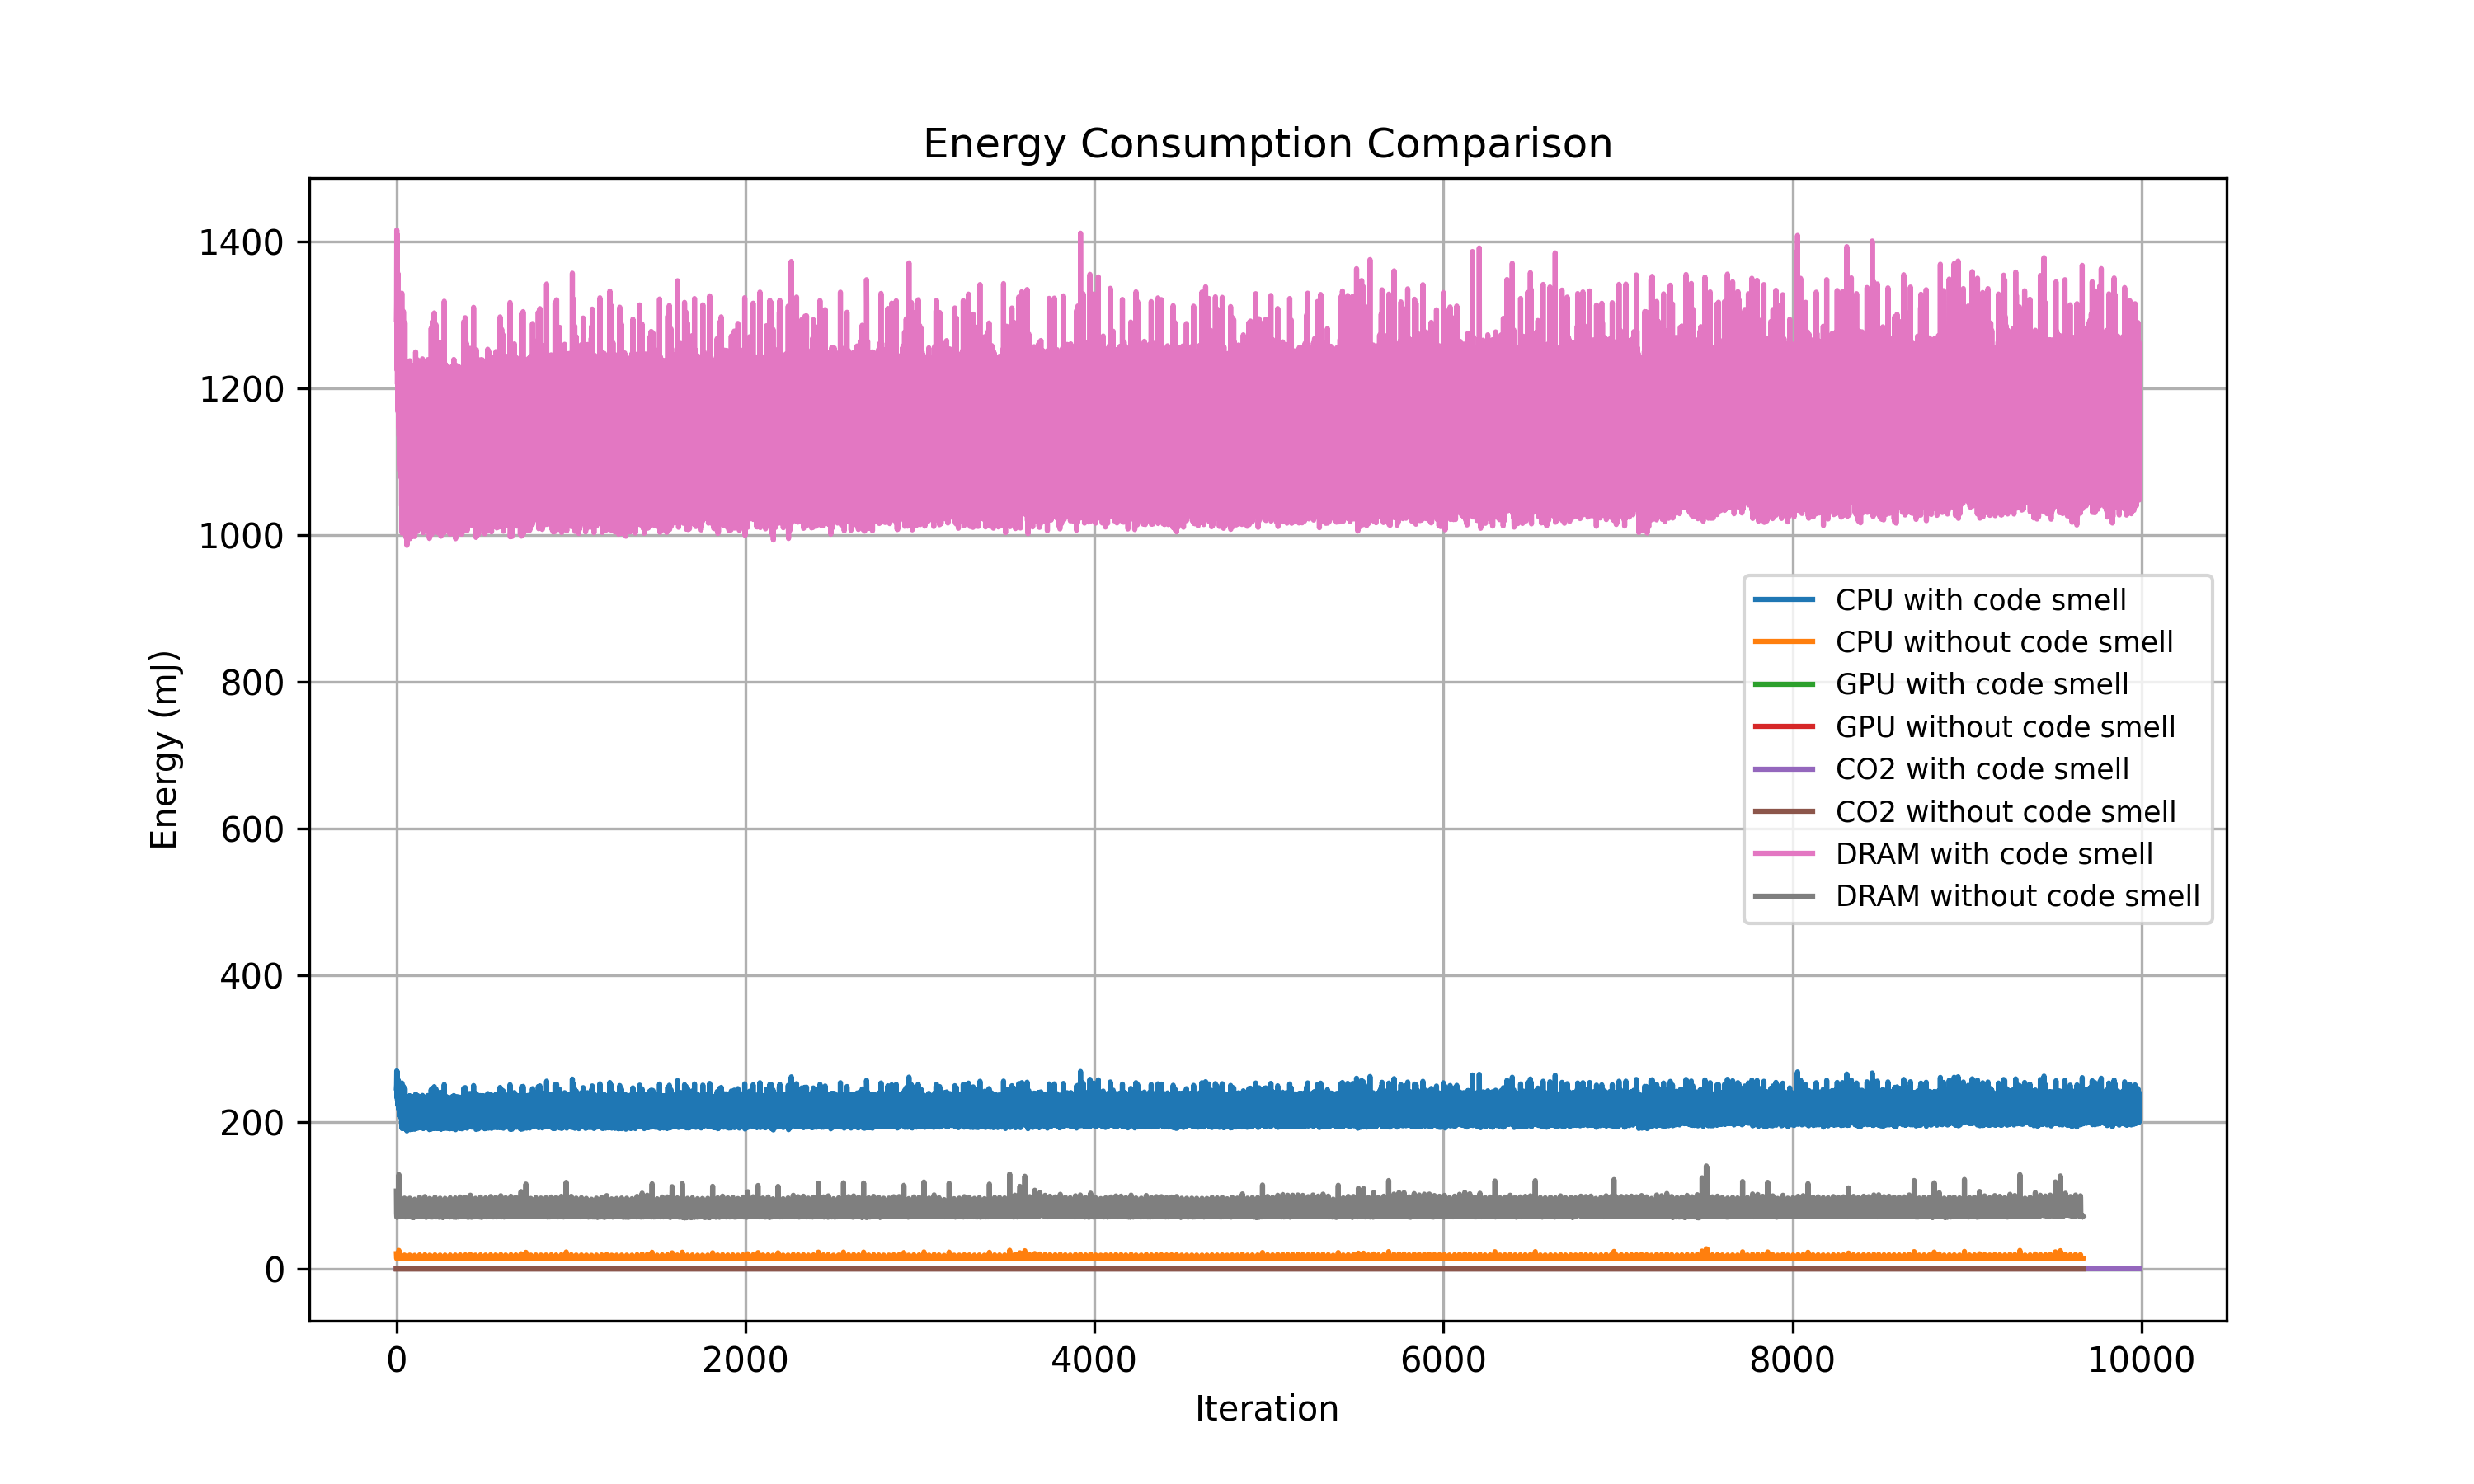 Energy Consumption Comparison
1400
1200
1000
800
600
400
200
0
Energy (mJ)
CPU with code smell
CPU without code smell
GPU with code smell
GPU without code smell
CO2 with code smell
CO2 without code smell
DRAM with code smell
DRAM without code smell
0 2000 4000 6000 8000 10000
Iteration